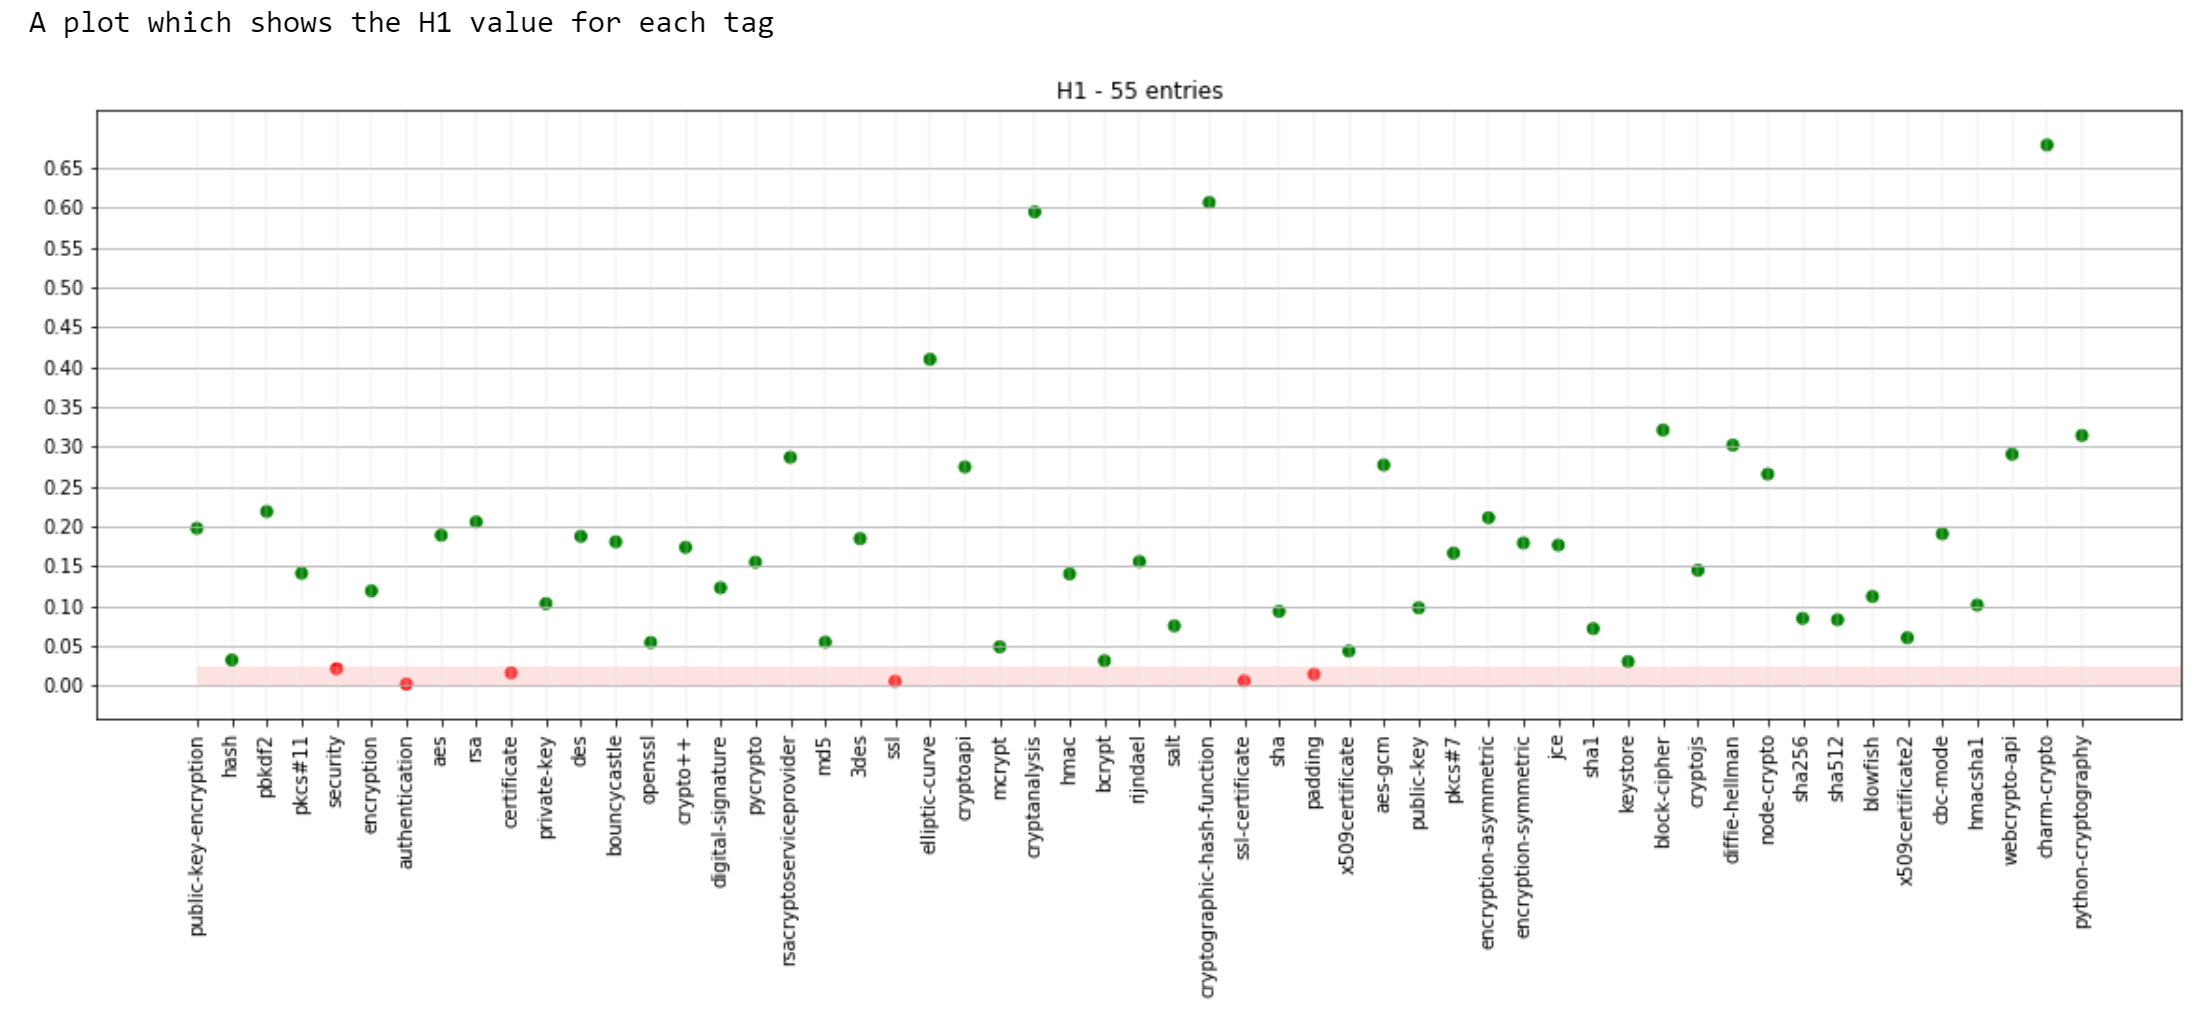 A plot which shows the H1 value for each tag
H1 - 55 entries
0.65
0.60
0.55
0.50
0.45
0.40
0.35
0.30
0.25
0.20
0.15
0.10
0.05
0.00
public-key-encryption
hash
pbkdf2
pkcs#11
security
encryption
authentication
aes
rsa
certificate
private-key
des
bouncycastle
openssl
crypto++
digital-signature
pycrypto
rsacryptoserviceprovider
md5
3des
ssl
elliptic-curve
cryptoapi
mcrypt
cryptanalysis
hmac
bcrypt
rijndael
salt
cryptographic-hash-function
ssl-certificate
sha
padding
x509certificate
aes-gcm
public-key
pkcs#7
encryption-asymmetric
encryption-symmetric
jce
sha1
keystore
block-cipher
cryptojs
diffie-hellman
node-crypto
sha256
sha512
blowfish
x509certificate2
cbc-mode
hmacsha1
webcrypto-api
charm-crypto
python-cryptography